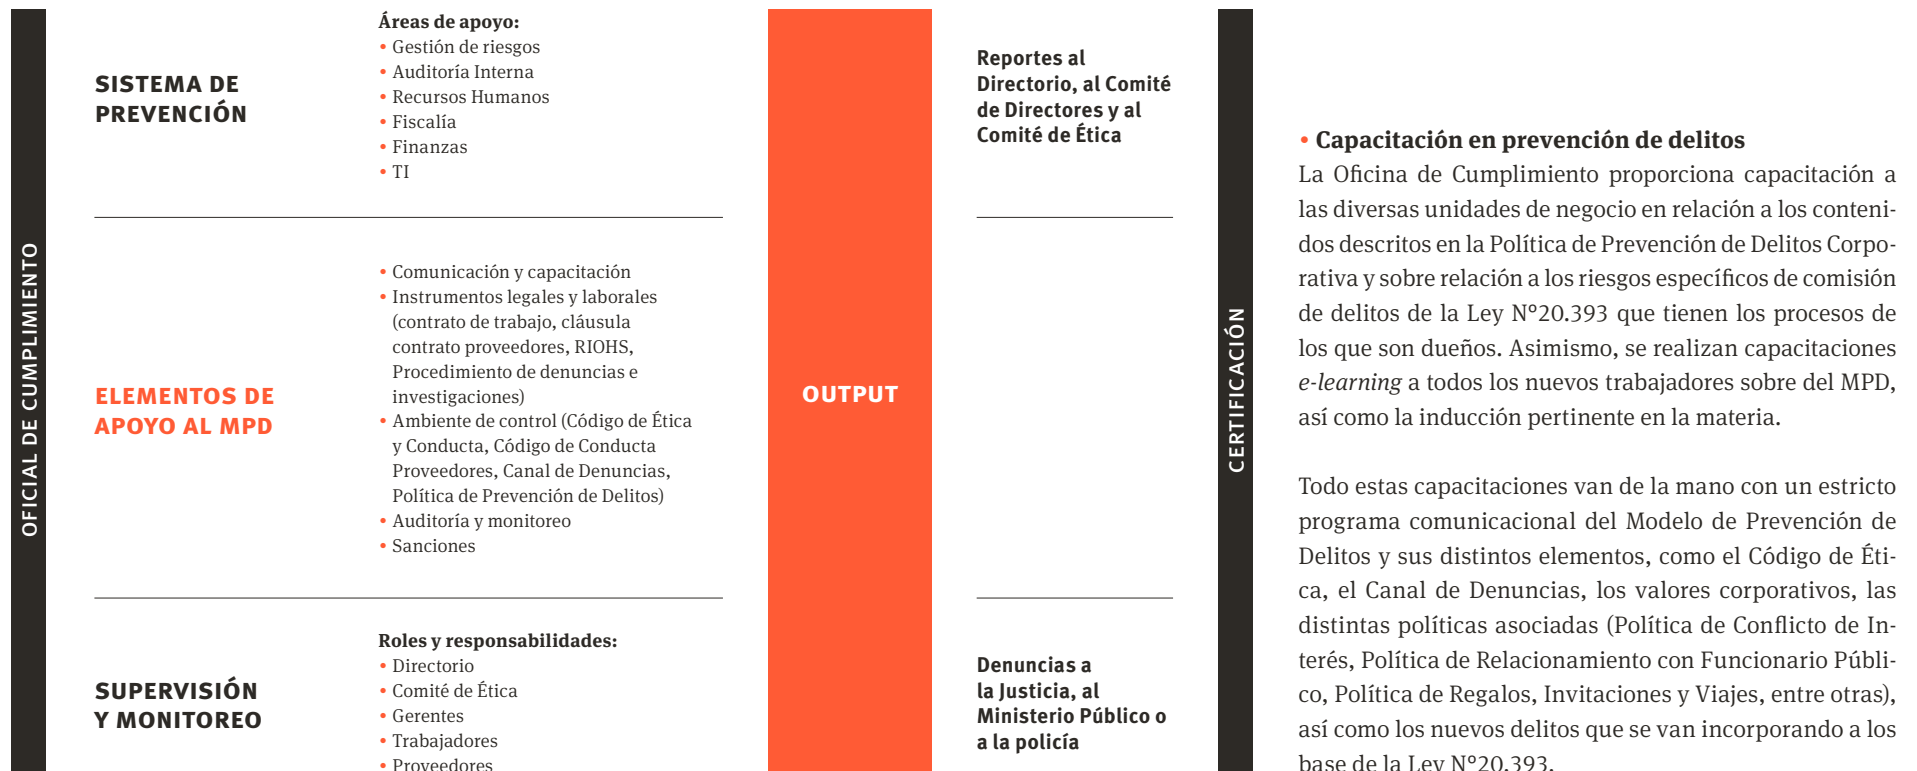 OFICIAL DE CUMPLIMIENTO
SISTEMA DE
PREVENCIÓN
Áreas de apoyo:
• Gestión de riesgos
• Auditoría Interna
• Recursos Humanos
• Fiscalía
• Finanzas
• TI
ELEMENTOS DE
APOYO AL MPD
• Comunicación y capacitación
• Instrumentos legales y laborales
(contrato de trabajo, cláusula
contrato proveedores, RIOHS,
Procedimiento de denuncias e
investigaciones)
• Ambiente de control (Código de Ética
y Conducta, Código de Conducta
Proveedores, Canal de Denuncias,
Política de Prevención de Delitos)
• Auditoría y monitoreo
• Sanciones
SUPERVISIÓN
Y MONITOREO
Roles y responsabilidades:
• Directorio
• Comité de Ética
• Gerentes
• Trabajadores
• Proveedores
OUTPUT
Reportes al
Directorio, al Comité
de Directores y al
Comité de Ética
Denuncias a
la Justicia, al
Ministerio Público o
a la policía
CERTIFICACIÓN
• Capacitación en prevención de delitos
La Oficina de Cumplimiento proporciona capacitación a
las diversas unidades de negocio en relación a los conteni-
dos descritos en la Política de Prevención de Delitos Corpo-
rativa y sobre relación a los riesgos específicos de comisión
de delitos de la Ley Nº20.393 que tienen los procesos de
los que son dueños. Asimismo, se realizan capacitaciones
e-learning a todos los nuevos trabajadores sobre del MPD,
así como la inducción pertinente en la materia.
Todo estas capacitaciones van de la mano con un estricto
programa comunicacional del Modelo de Prevención de
Delitos y sus distintos elementos, como el Código de Éti-
ca, el Canal de Denuncias, los valores corporativos, las
distintas políticas asociadas (Política de Conflicto de In-
terés, Política de Relacionamiento con Funcionario Públi-
co, Política de Regalos, Invitaciones y Viajes, entre otras),
así como los nuevos delitos que se van incorporando a los
base de la Ley Nº20.393.